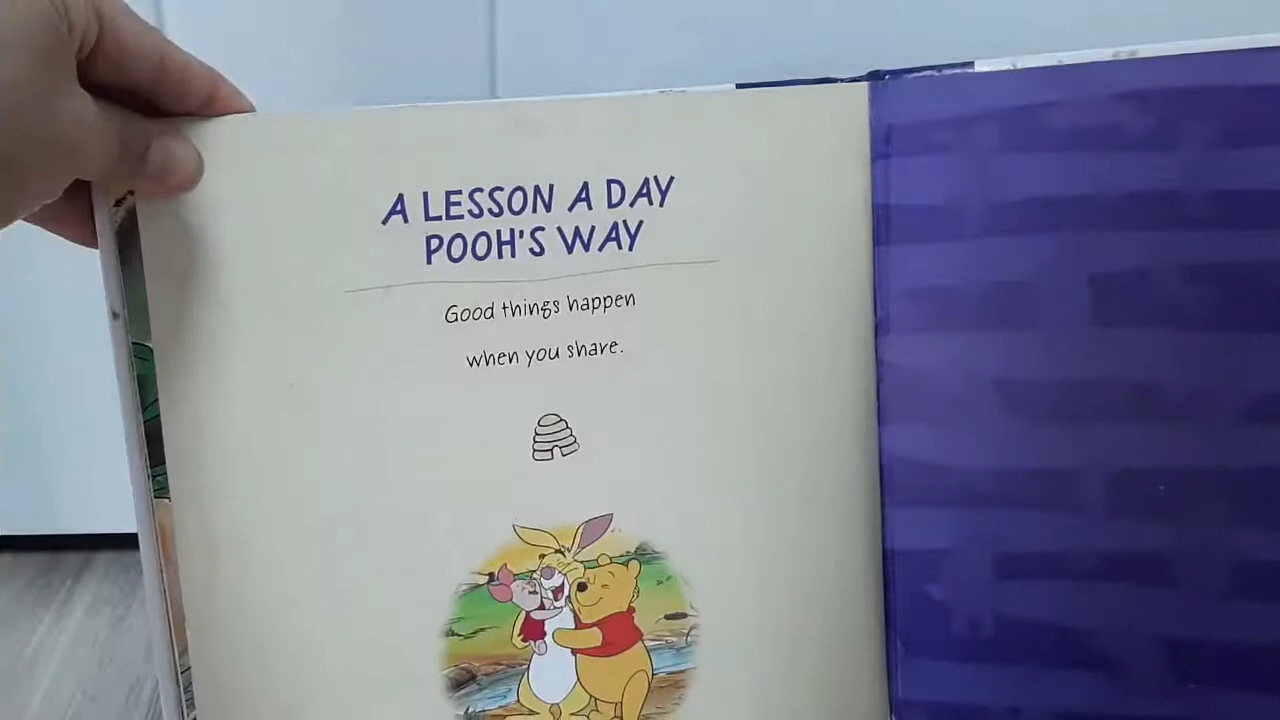 A LESSON A DAY
POOH'S WAY
Good things happen
when you share.